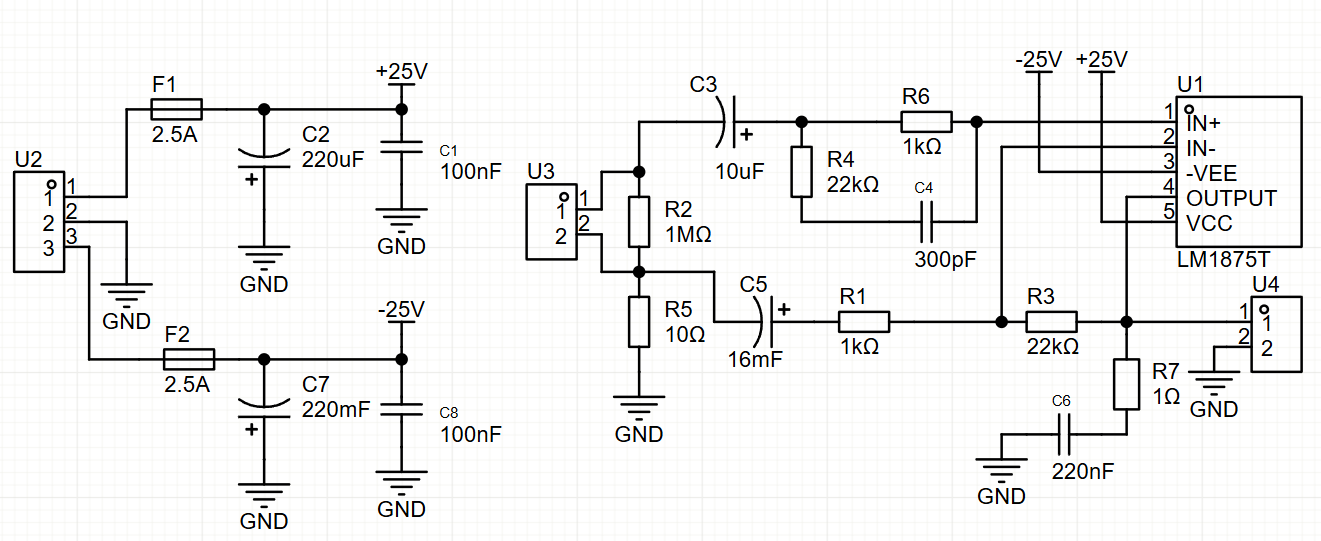 F1
2.5A
+25V
C2
220uF
+
C1
100nF
GND
GND
U2
1
2
3
1
2
3
GND
F2
2.5A
-25V
C7
220mF
+
C8
100nF
GND
GND
U3
1
2
1
2
C3
+
10uF
R6
1kΩ
R4
22kΩ
C4
300pF
R2
1MΩ
R5
10Ω
GND
C5
+
16mF
R1
1kΩ
R3
22kΩ
-25V
+25V
U1
1
IN+
2
IN-
3
-VEE
4
OUTPUT
5
VCC
LM1875T
U4
1
2
1
2
GND
R7
1Ω
C6
220nF
GND